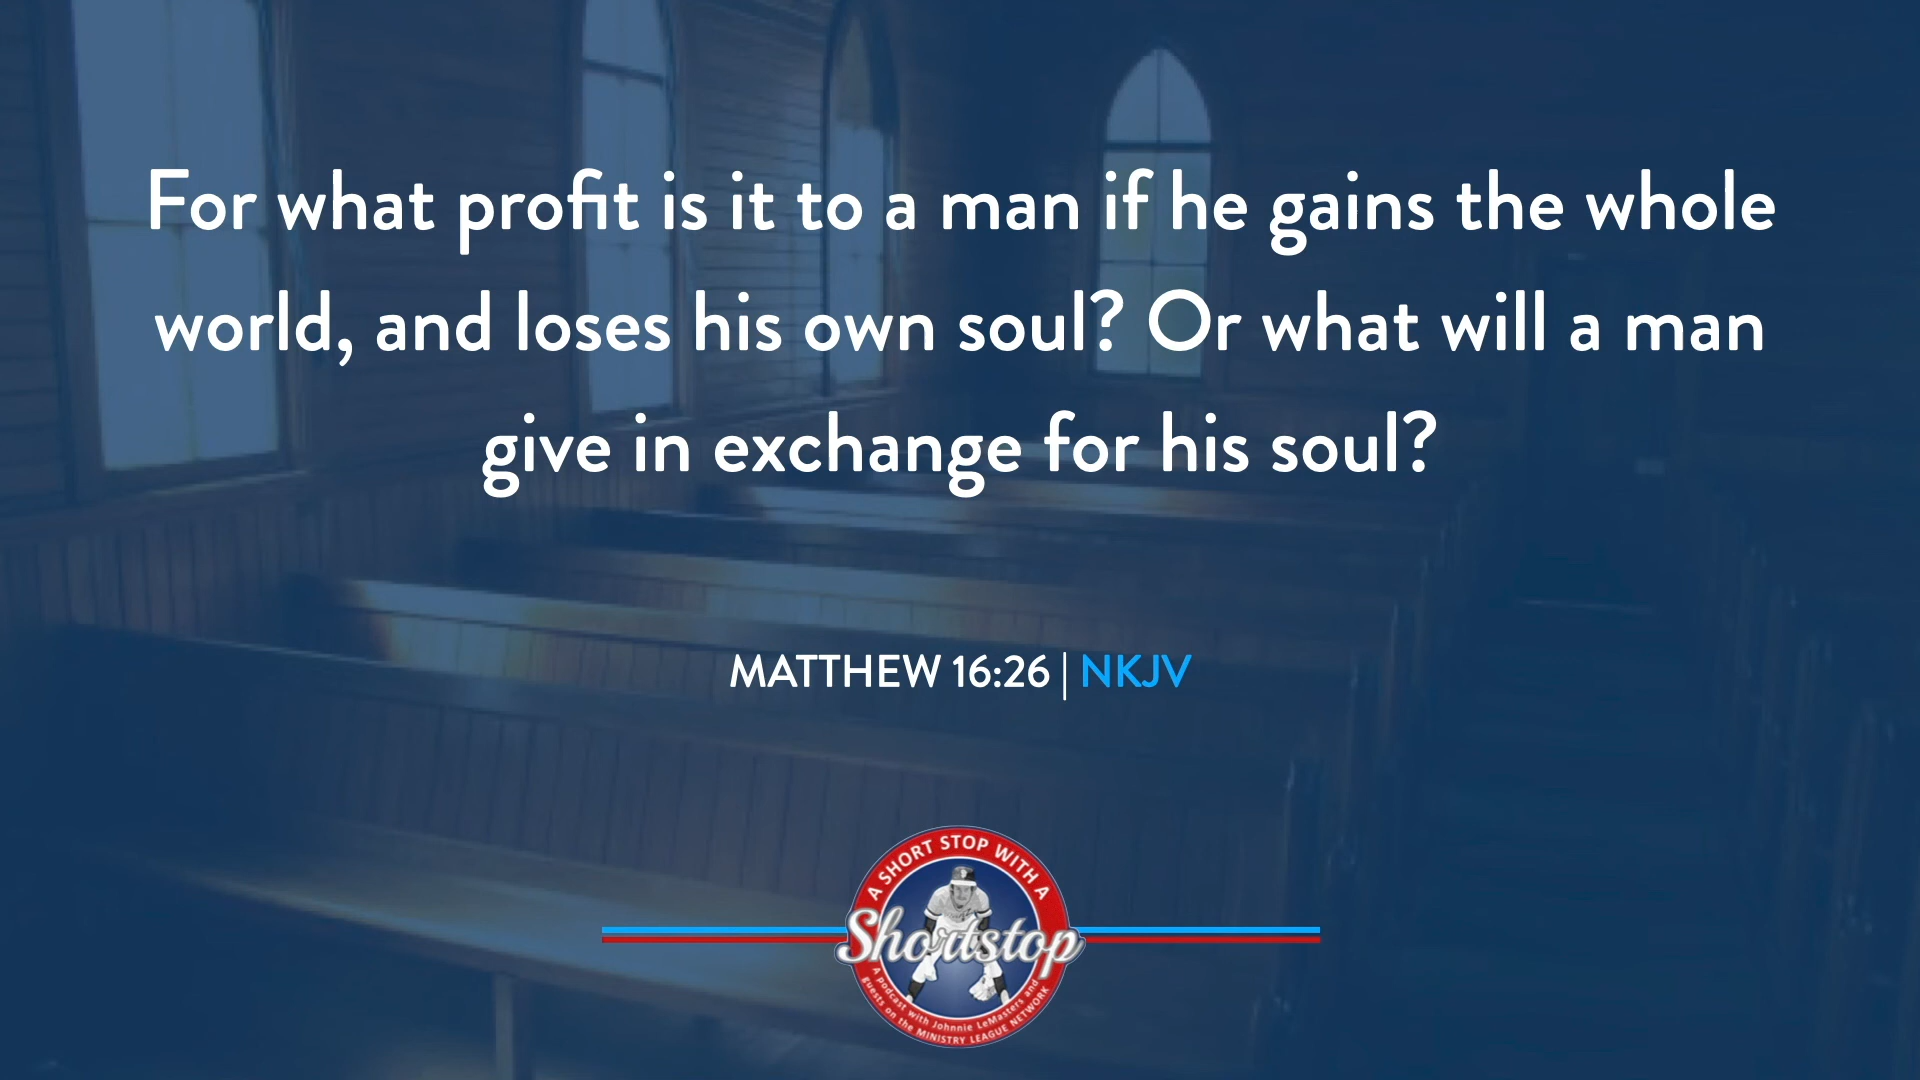 For what profit is it to a man if he gains the whole
world, and loses his own soul? Or what will a man
give in exchange for his soul?
MATTHEW 16:26 | NKJV
A SHORT STOP WITH A
Shortstop
A podcast with Johnnie LeMasters and
guests on the MINISTRY LEAGUE NETWORK